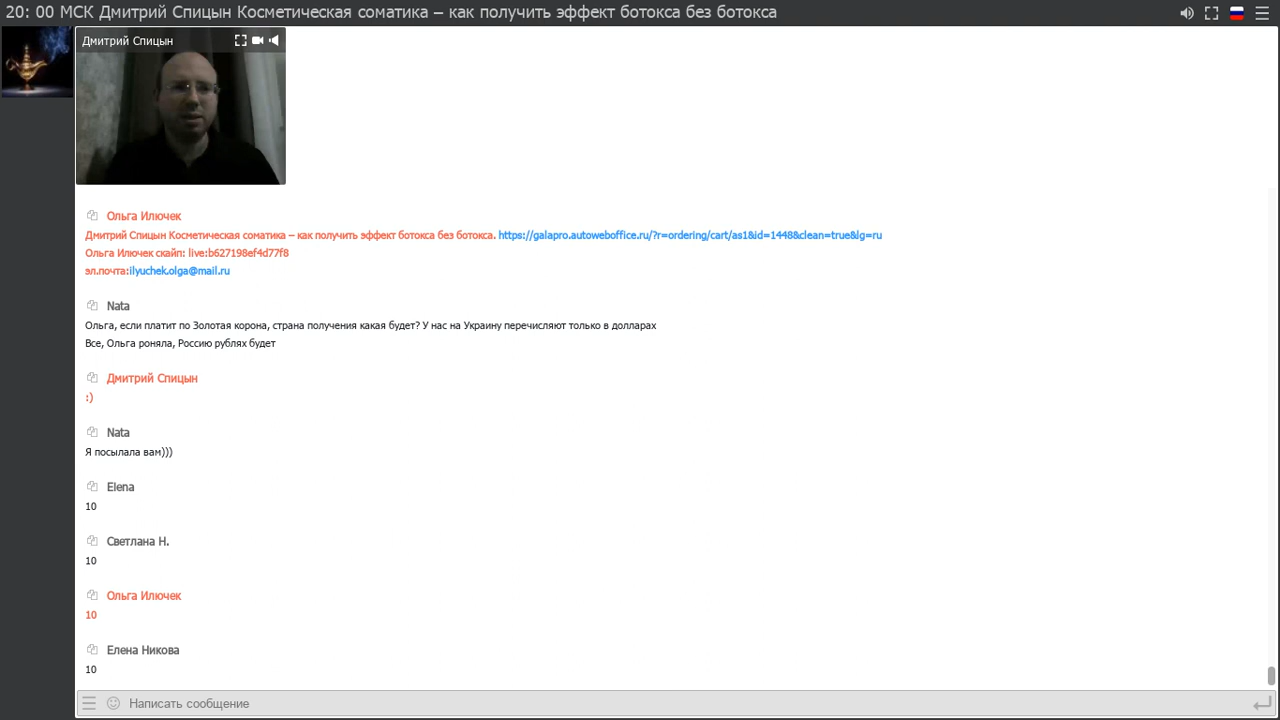 20: 00 МСК Дмитрий Спицын Косметическая соматика – как получить эффект ботокса без ботокса
Дмитрий Спицын
Ольга Илючек
Дмитрий Спицын Косметическая соматика – как получить эффект ботокса без ботокса. https://galapro.autoweboffice.ru/?r=ordering/cart/as1&id=1448&clean=true&lg=ru
Ольга Илючек скайп: live:b627198ef4d77f8
эл.почта:ilyuchek.olga@mail.ru
Nata
Ольга, если платит по Золотая корона, страна получения какая будет? У нас на Украину перечисляют только в долларах
Все, Ольга роняла, Россию рублях будет
Дмитрий Спицын
:)
Nata
Я посылала вам)))
Elena
10
Светлана Н.
10
Ольга Илючек
10
Елена Никова
10
Написать сообщение